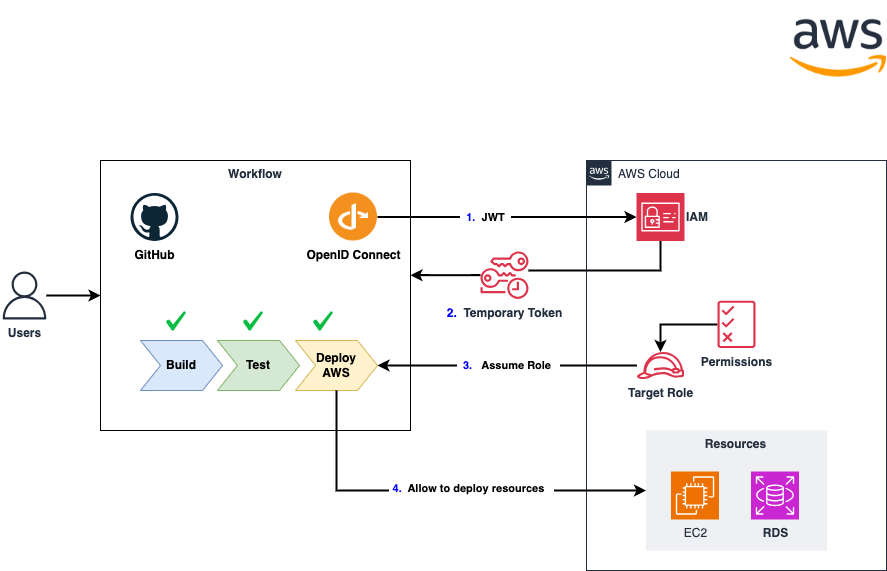 aws
Workflow
aws
AWS Cloud
GitHub
OpenID Connect
1. JWT
IAM
2. Temporary Token
Users
Build
Test
Deploy
AWS
3. Assume Role
Target Role
Permissions
Resources
4. Allow to deploy resources
EC2
RDS